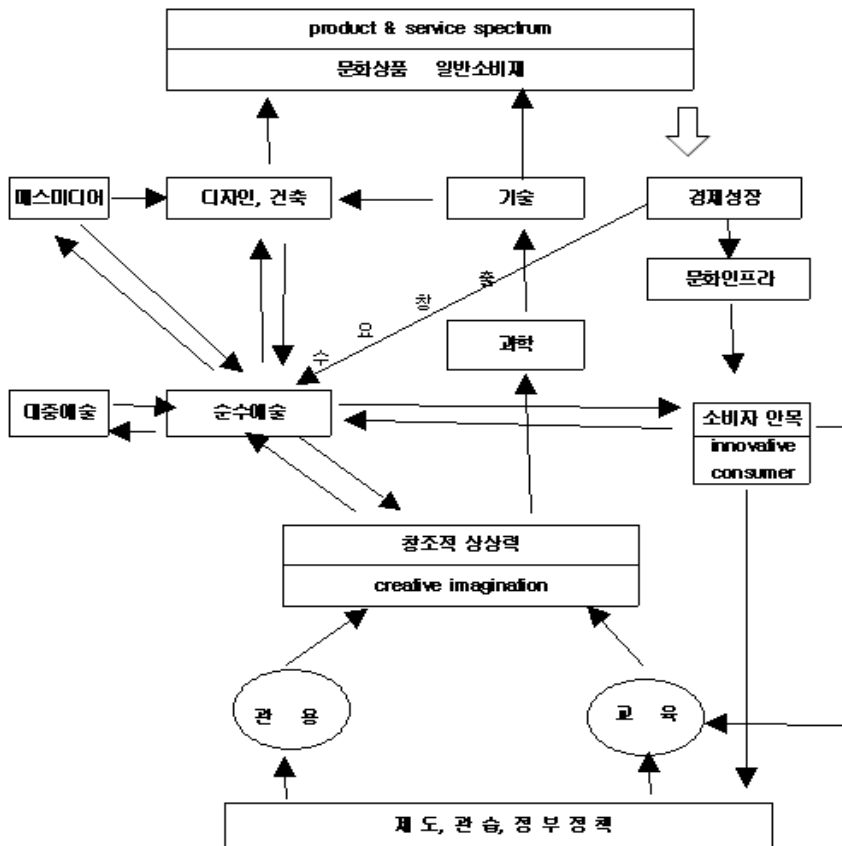 product & service spectrum
문화상품 일반소비재
매스미디어
디자인, 건축
기술
경제성장
문화인프라
수 요 창 출
과학
대중예술
순수예술
소비자 안목
innovative
consumer
창조적 상상력
creative imagination
관 용
교 육
제 도, 관 습, 정 부 정 책